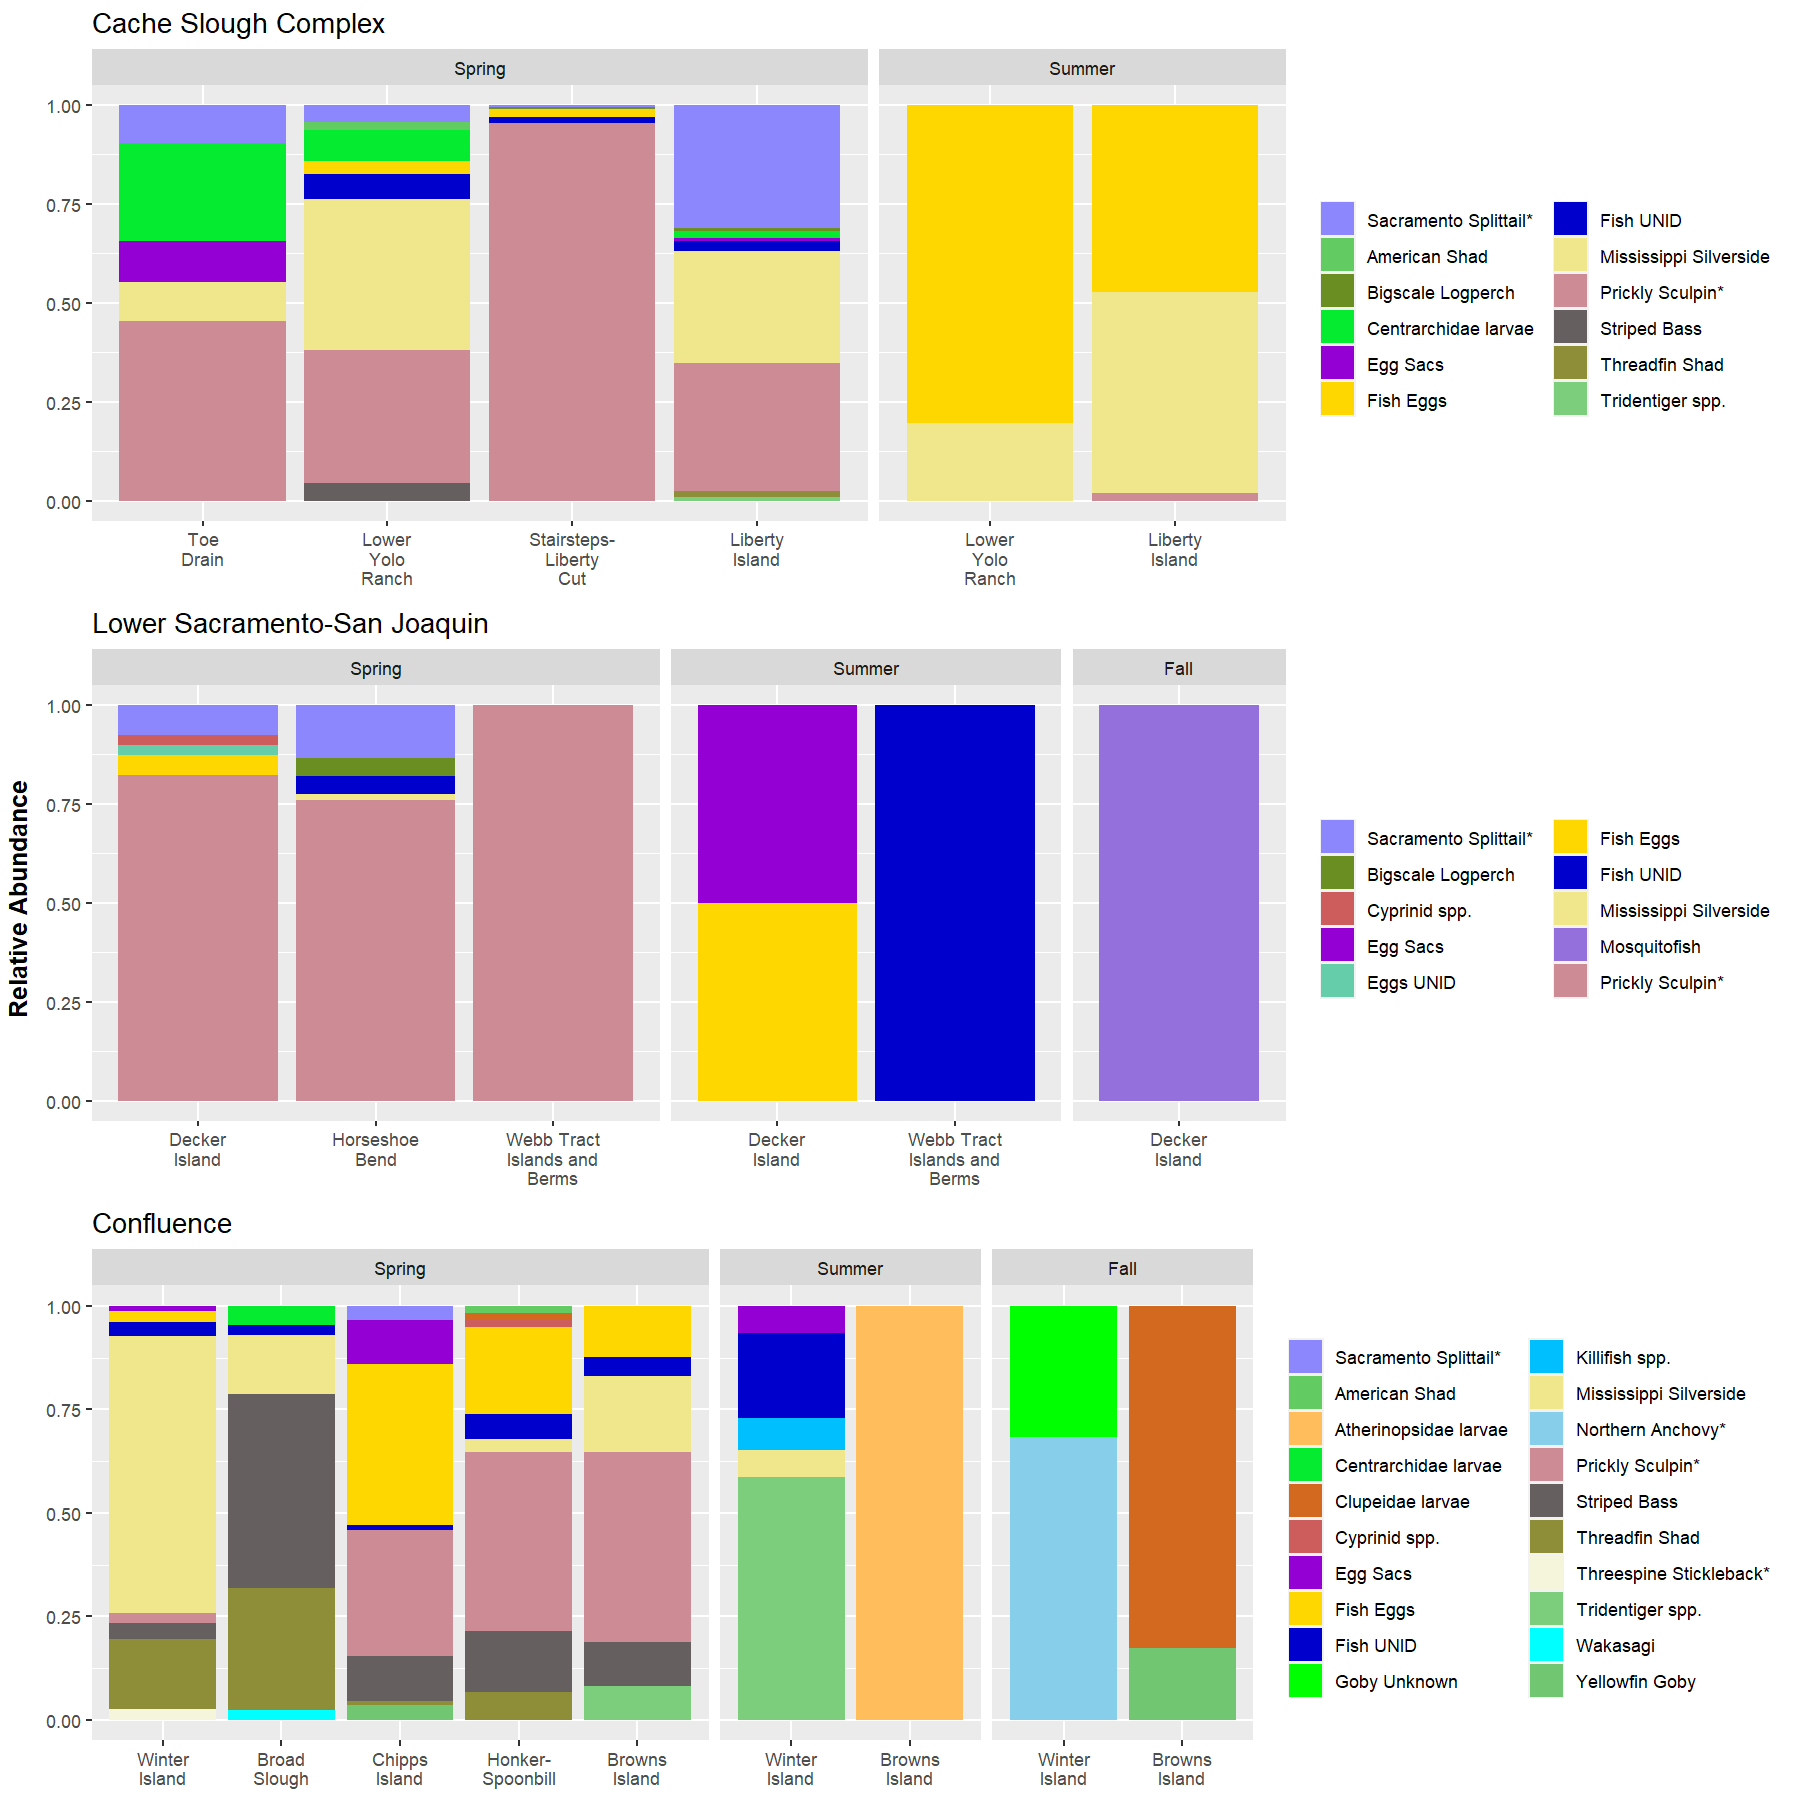 Cache Slough Complex
Spring
Summer
1.00
0.75
0.50
0.25
0.00
Toe
Drain
Lower
Yolo
Ranch
Stairsteps-
Liberty
Cut
Liberty
Island
Lower
Yolo
Ranch
Liberty
Island
Sacramento Splittail*
American Shad
Bigscale Logperch
Centrarchidae larvae
Egg Sacs
Fish Eggs
Fish UNID
Mississippi Silverside
Prickly Sculpin*
Striped Bass
Threadfin Shad
Tridentiger spp.
Relative Abundance
Lower Sacramento-San Joaquin
Spring
Summer
Fall
1.00
0.75
0.50
0.25
0.00
Decker
Island
Horseshoe
Bend
Webb Tract
Islands and
Berms
Decker
Island
Webb Tract
Islands and
Berms
Decker
Island
Sacramento Splittail*
Bigscale Logperch
Cyprinid spp.
Egg Sacs
Eggs UNID
Fish Eggs
Fish UNID
Mississippi Silverside
Mosquitofish
Prickly Sculpin*
Confluence
Spring
Summer
Fall
1.00
0.75
0.50
0.25
0.00
Winter
Island
Broad
Slough
Chipps
Island
Honker-
Spoonbill
Browns
Island
Winter
Island
Browns
Island
Winter
Island
Browns
Island
Sacramento Splittail*
American Shad
Atherinopsidae larvae
Centrarchidae larvae
Clupeidae larvae
Cyprinid spp.
Egg Sacs
Fish Eggs
Fish UNID
Goby Unknown
Killifish spp.
Mississippi Silverside
Northern Anchovy*
Prickly Sculpin*
Striped Bass
Threadfin Shad
Threespine Stickleback*
Tridentiger spp.
Wakasagi
Yellowfin Goby